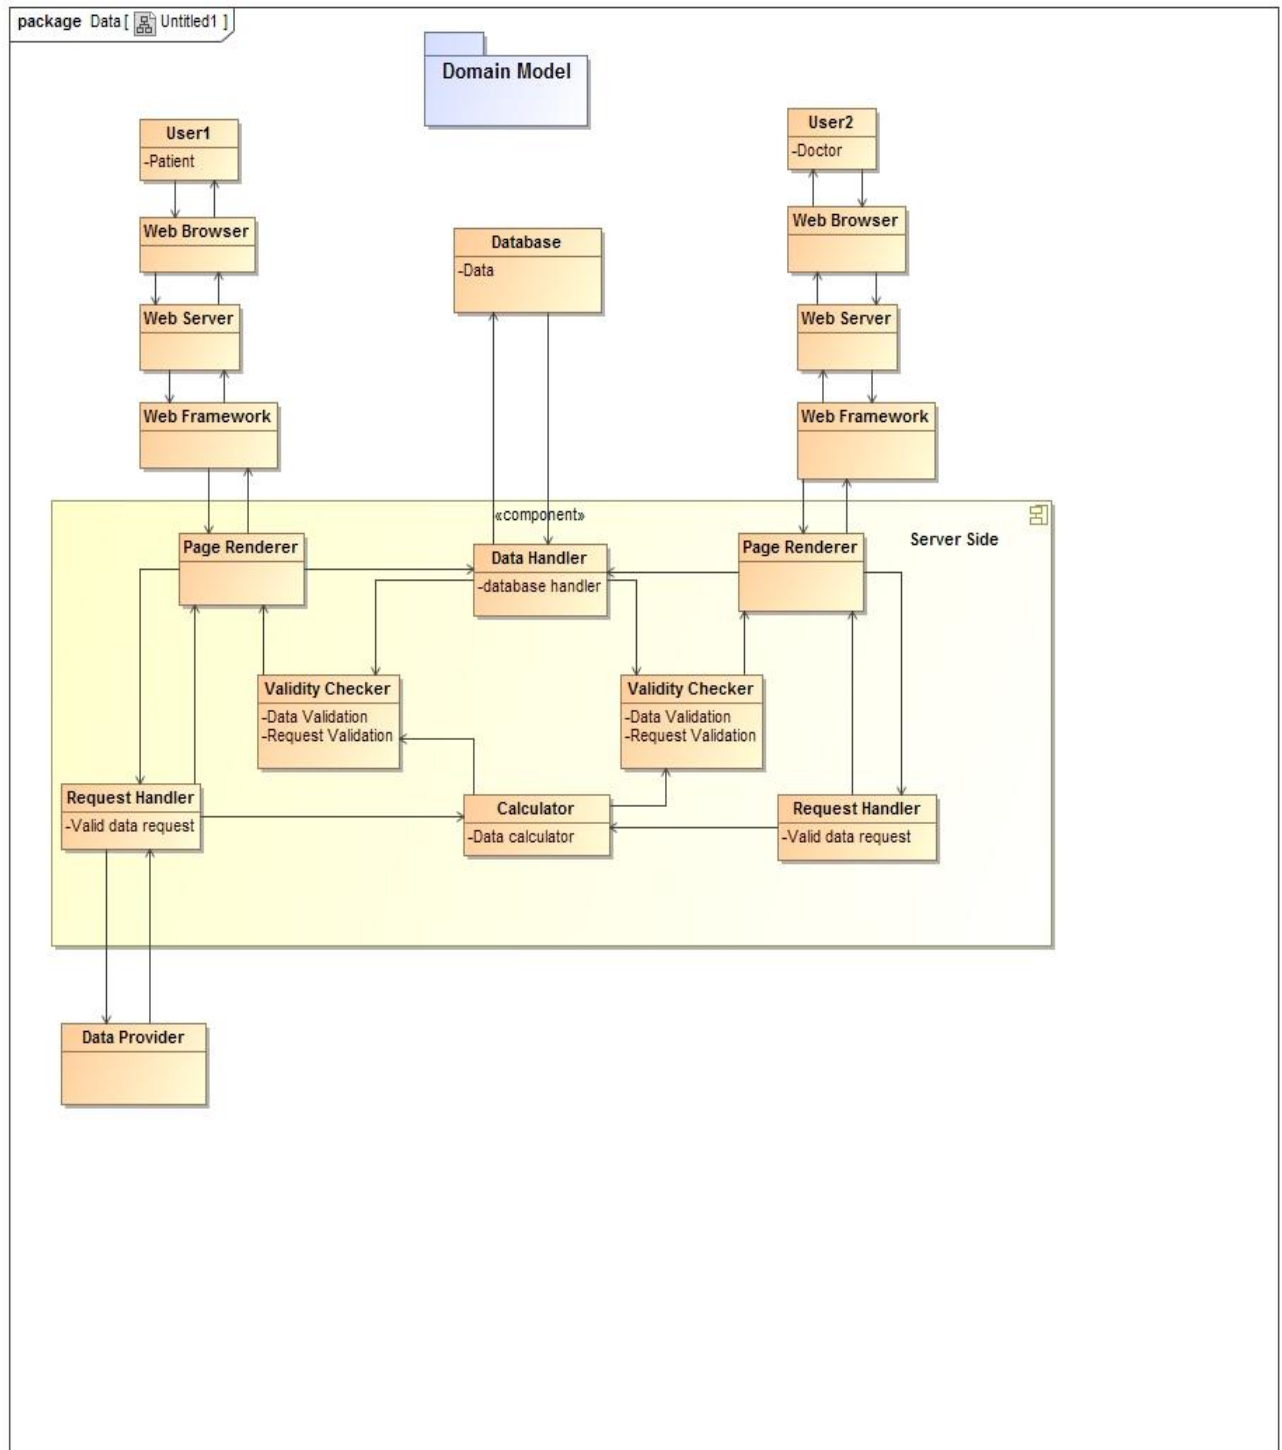 package Data [ Untitled1 ]
Domain Model
User1
-Patient
User2
-Doctor
Web Browser
Web Browser
Database
-Data
Web Server
Web Server
Web Framework
Web Framework
«component»
Server Side
Page Renderer
Data Handler
-database handler
Page Renderer
Validity Checker
-Data Validation
-Request Validation
Validity Checker
-Data Validation
-Request Validation
Request Handler
-Valid data request
Calculator
-Data calculator
Request Handler
-Valid data request
Data Provider